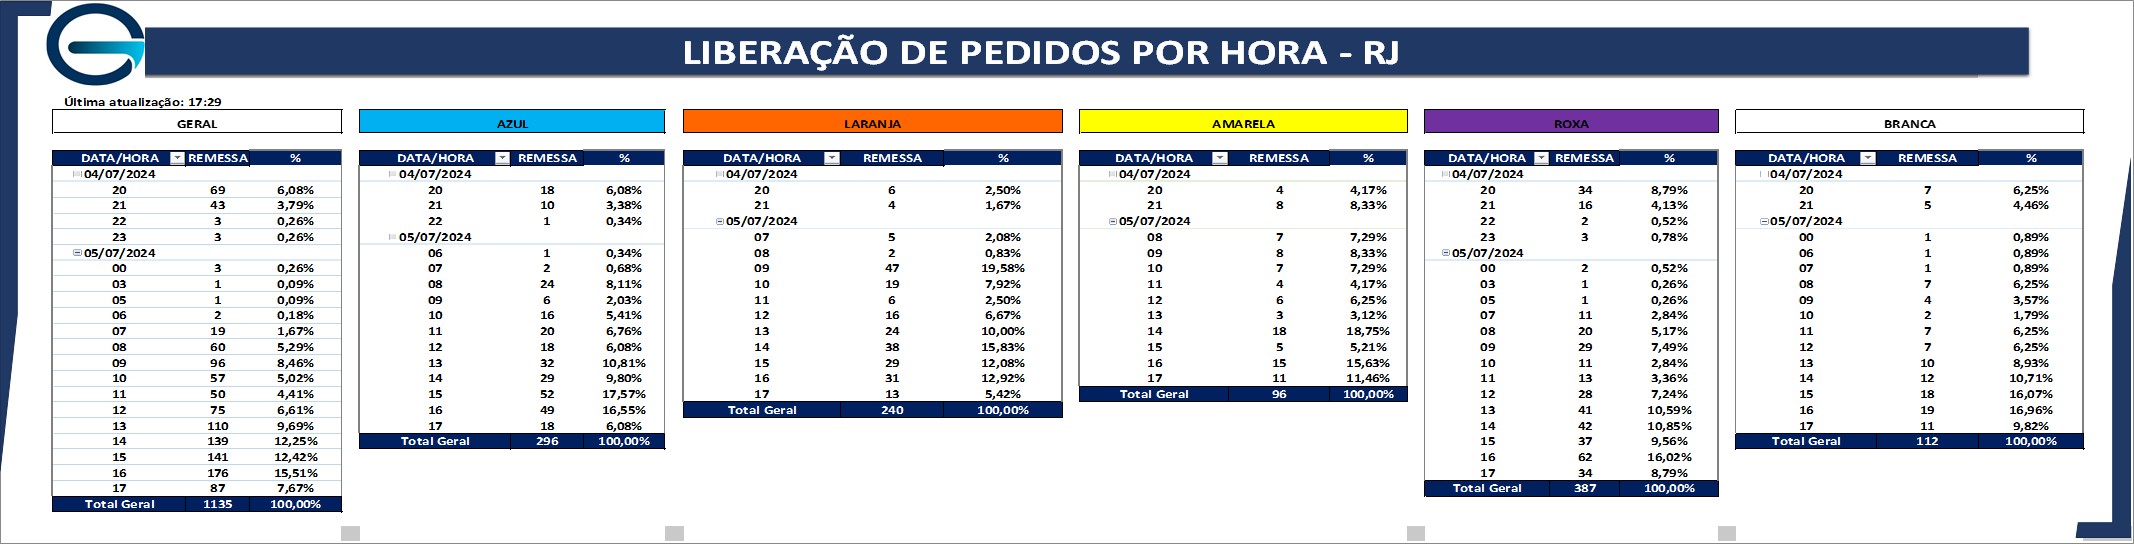 LIBERAÇÃO DE PEDIDOS POR HORA - RJ
Última atualização: 17:29
GERAL
DATA/HORA REMESSA %
04/07/2024
20 69 6,08%
21 43 3,79%
22 3 0,26%
23 3 0,26%
05/07/2024
00 3 0,26%
03 1 0,09%
05 1 0,09%
06 2 0,18%
07 19 1,67%
08 60 5,29%
09 96 8,46%
10 57 5,02%
11 50 4,41%
12 75 6,61%
13 110 9,69%
14 139 12,25%
15 141 12,42%
16 176 15,51%
17 87 7,67%
Total Geral 1135 100,00%
AZUL
DATA/HORA REMESSA %
04/07/2024
20 18 6,08%
21 10 3,38%
22 1 0,34%
05/07/2024
06 1 0,34%
07 2 0,68%
08 24 8,11%
09 6 2,03%
10 16 5,41%
11 20 6,76%
12 18 6,08%
13 32 10,81%
14 29 9,80%
15 52 17,57%
16 49 16,55%
17 18 6,08%
Total Geral 296 100,00%
LARANJA
DATA/HORA REMESSA %
04/07/2024
20 6 2,50%
21 4 1,67%
05/07/2024
07 5 2,08%
08 2 0,83%
09 47 19,58%
10 19 7,92%
11 6 2,50%
12 16 6,67%
13 24 10,00%
14 38 15,83%
15 29 12,08%
16 31 12,92%
17 13 5,42%
Total Geral 240 100,00%
AMARELA
DATA/HORA REMESSA %
04/07/2024
20 4 4,17%
21 8 8,33%
05/07/2024
08 7 7,29%
09 8 8,33%
10 7 7,29%
11 4 4,17%
12 6 6,25%
13 3 3,12%
14 18 18,75%
15 5 5,21%
16 15 15,63%
17 11 11,46%
Total Geral 96 100,00%
ROXA
DATA/HORA REMESSA %
04/07/2024
20 34 8,79%
21 16 4,13%
22 2 0,52%
23 3 0,78%
05/07/2024
00 2 0,52%
03 1 0,26%
05 1 0,26%
07 11 2,84%
08 20 5,17%
09 29 7,49%
10 11 2,84%
11 13 3,36%
12 28 7,24%
13 41 10,59%
14 42 10,85%
15 37 9,56%
16 62 16,02%
17 34 8,79%
Total Geral 387 100,00%
BRANCA
DATA/HORA REMESSA %
04/07/2024
20 7 6,25%
21 5 4,46%
05/07/2024
00 1 0,89%
06 1 0,89%
07 1 0,89%
08 7 6,25%
09 4 3,57%
10 2 1,79%
11 7 6,25%
12 7 6,25%
13 10 8,93%
14 12 10,71%
15 18 16,07%
16 19 16,96%
17 11 9,82%
Total Geral 112 100,00%